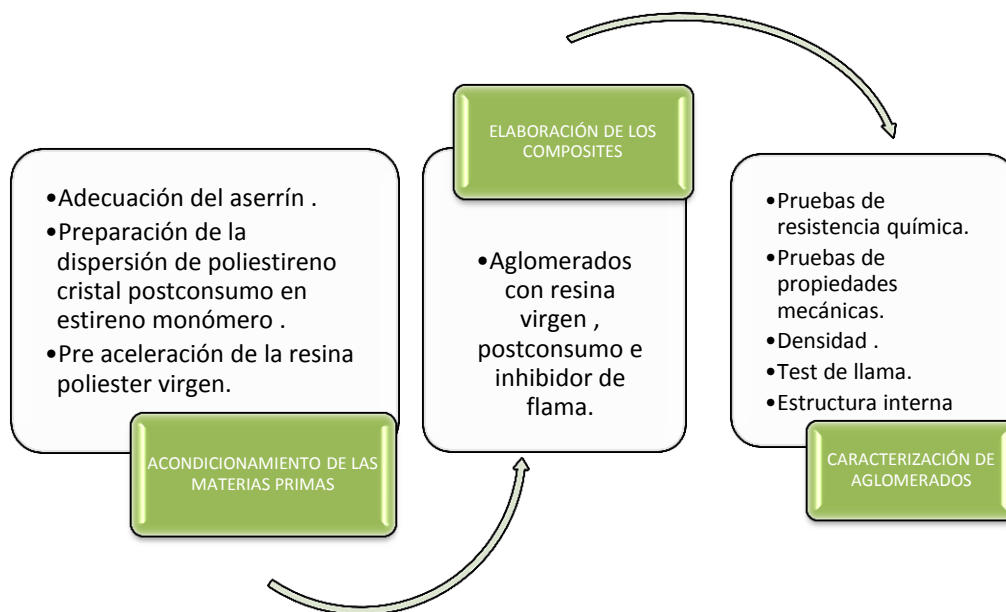 •Adecuación del aserrín .
•Preparación de la
dispersión de poliestireno
cristal postconsumo en
estireno monómero .
•Pre aceleración de la resina
poliester virgen.
ACONDICIONAMIENTO DE LAS
MATERIAS PRIMAS
ELABORACIÓN DE LOS
COMPOSITES
•Aglomerados
con resina
virgen ,
postconsumo e
inhibidor de
flama.
•Pruebas de
resistencia química.
•Pruebas de
propiedades
mecánicas.
•Densidad .
•Test de llama.
•Estructura interna
CARACTERIZACIÓN DE
AGLOMERADOS